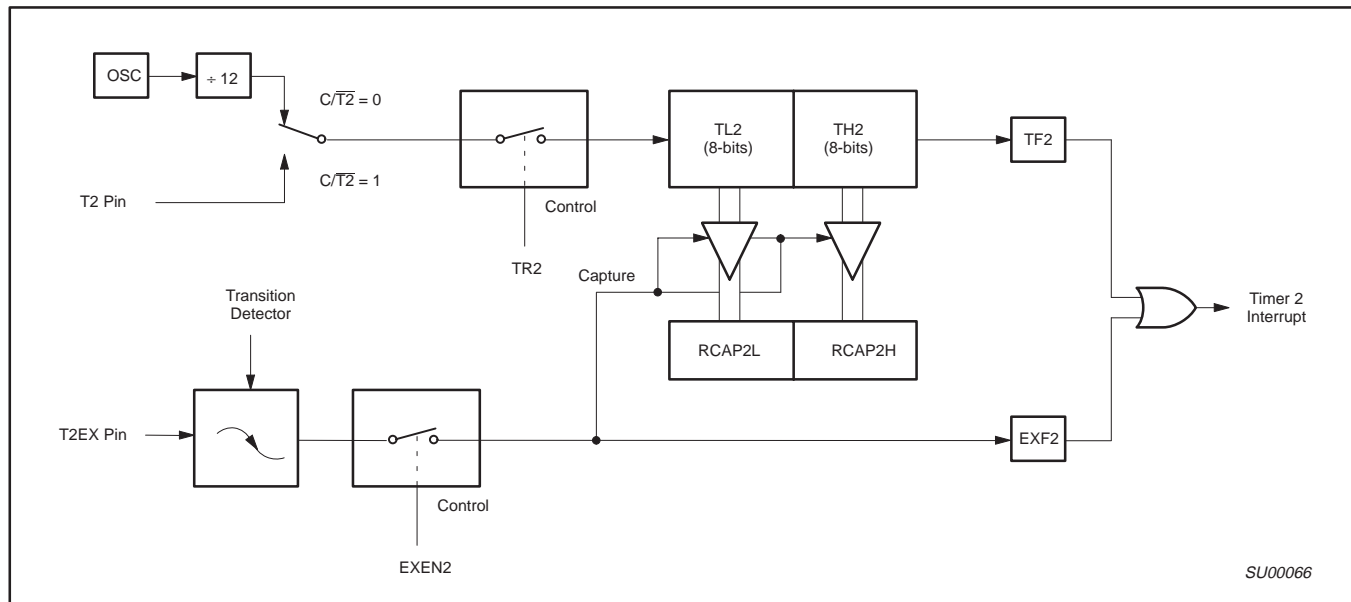 OSC
÷ 12
C/T2 = 0
C/T2 = 1
T2 Pin
Control
TR2
TL2
(8-bits)
TH2
(8-bits)
TF2
Capture
Transition
Detector
RCAP2L
RCAP2H
Timer 2
Interrupt
T2EX Pin
Control
EXEN2
EXF2
SU00066